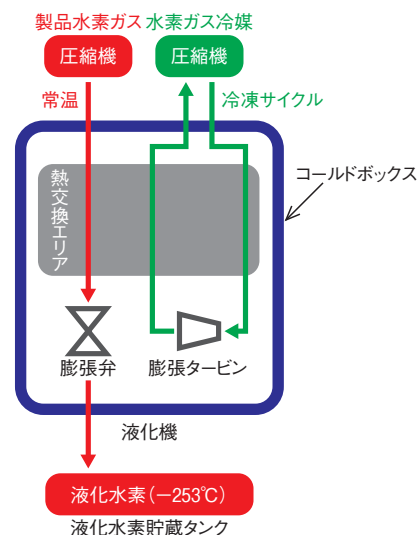 製品水素ガス 水素ガス冷媒
圧縮機 圧縮機
常温 冷凍サイクル
コールドボックス
熱交換エリア
膨張弁 膨張タービン
液化機
液化水素(−253℃)
液化水素貯蔵タンク